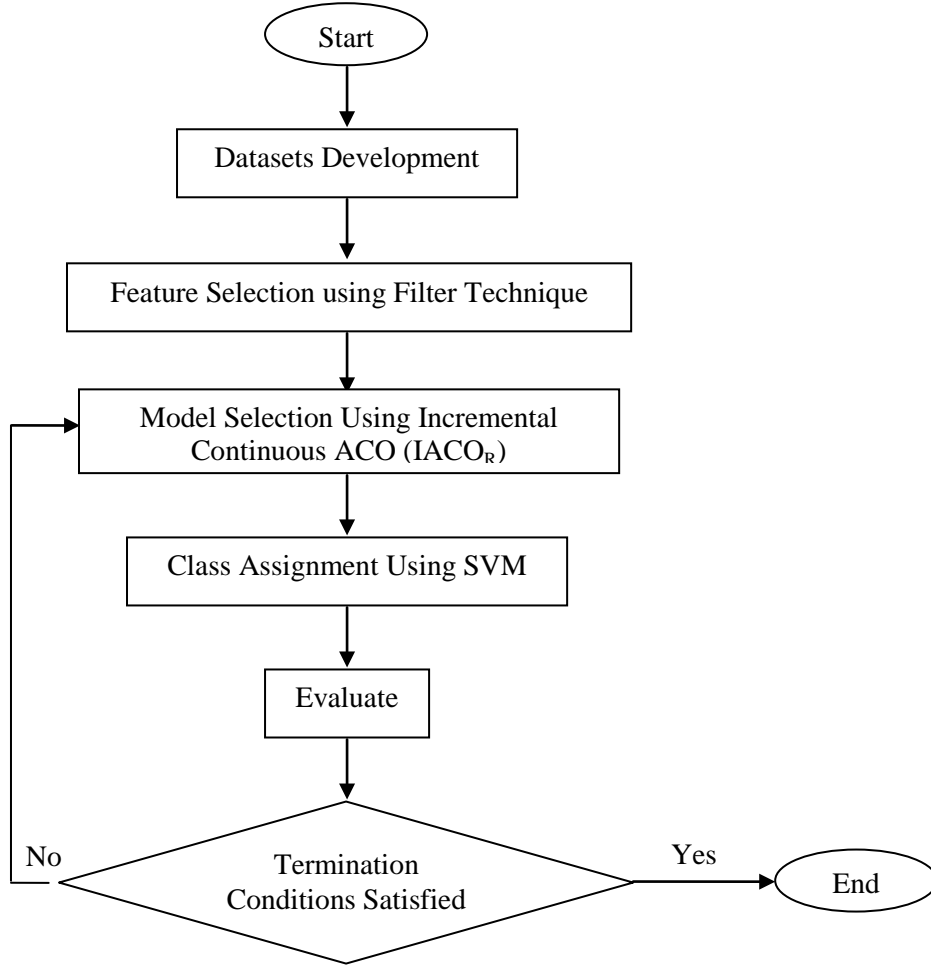 Start
Datasets Development
Feature Selection using Filter Technique
Model Selection Using Incremental
Continuous ACO (IACO_R)
Class Assignment Using SVM
Evaluate
Termination
Conditions Satisfied
No
Yes
End